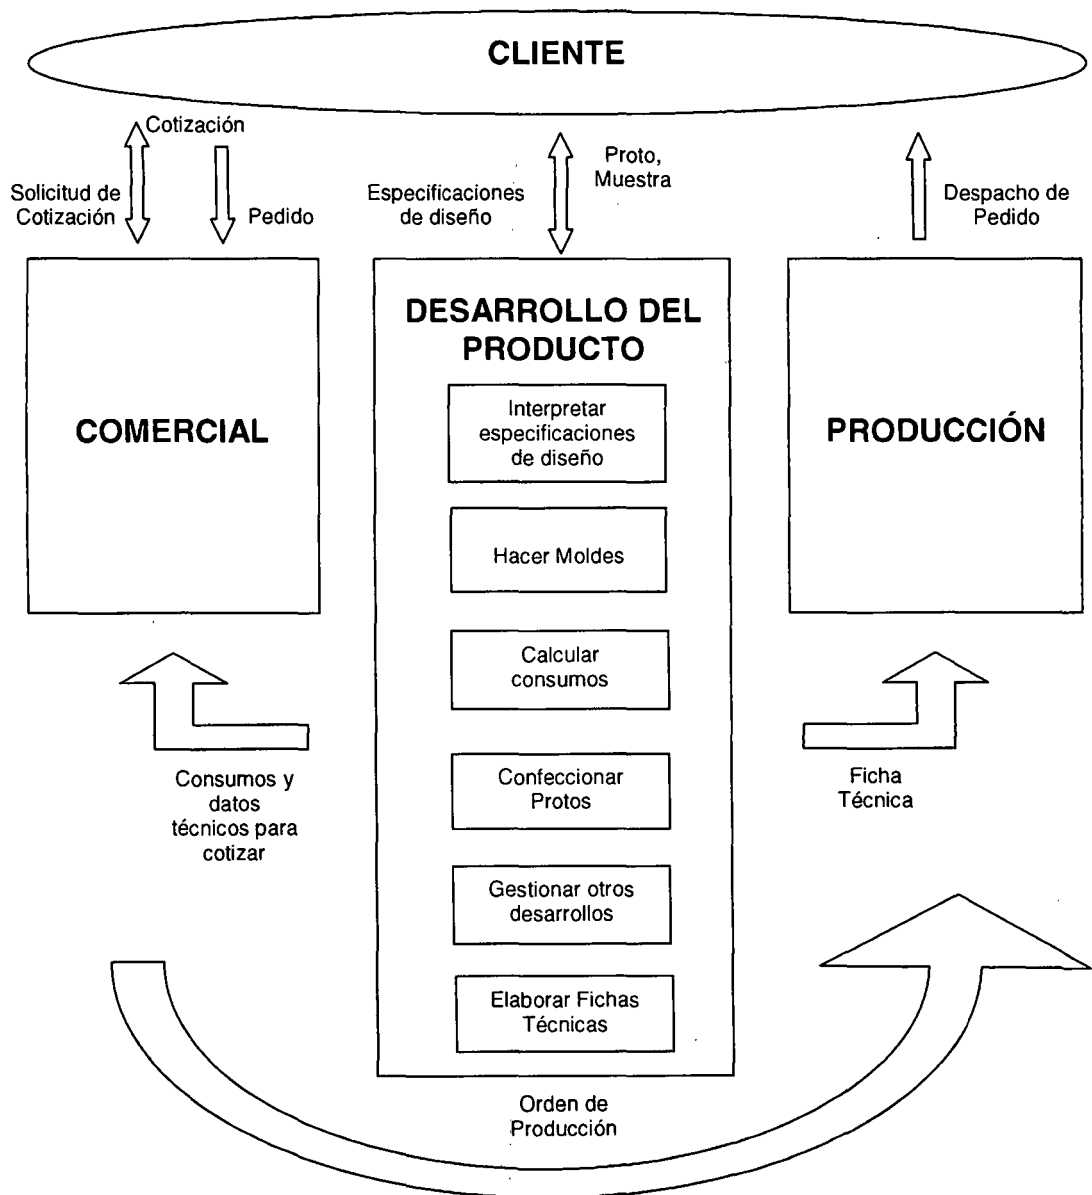 CLIENTE
Cotización
Solicitud de
Cotización
Pedido
Especificaciones
de diseño
Proto,
Muestra
Despacho de
Pedido
COMERCIAL
DESARROLLO DEL
PRODUCTO
Interpretar
especificaciones
de diseño
Hacer Moldes
Calcular
consumos
Confeccionar
Protos
Gestionar otros
desarrollos
Elaborar Fichas
Técnicas
PRODUCCIÓN
Consumos y
datos
técnicos para
cotizar
Ficha
Técnica
Orden de
Producción